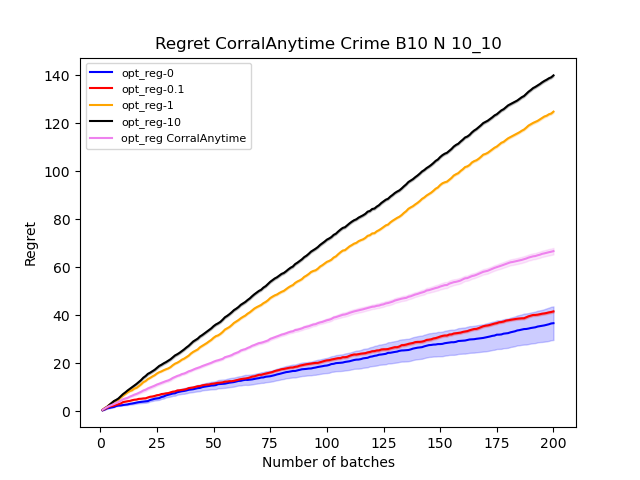 Regret CorralAnytime Crime B10 N 10_10
opt_reg-0
opt_reg-0.1
opt_reg-1
opt_reg-10
opt_reg CorralAnytime
Regret
140
120
100
80
60
40
20
0
0 25 50 75 100 125 150 175 200
Number of batches